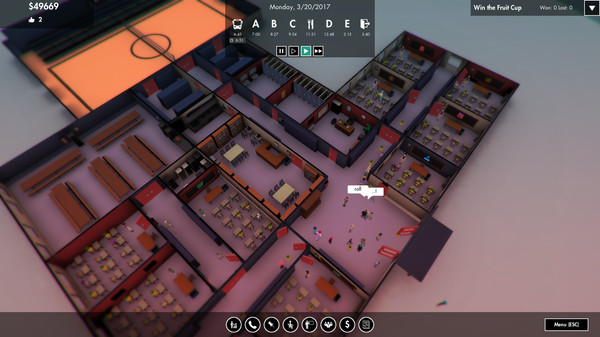 $49669
2
Monday, 3/20/2017
A B C D E
6:45 7:00 8:27 9:54 11:21 12:48 2:15 3:40
Win the Fruit Cup Won: 0 Lost: 0
Menu (ESC)